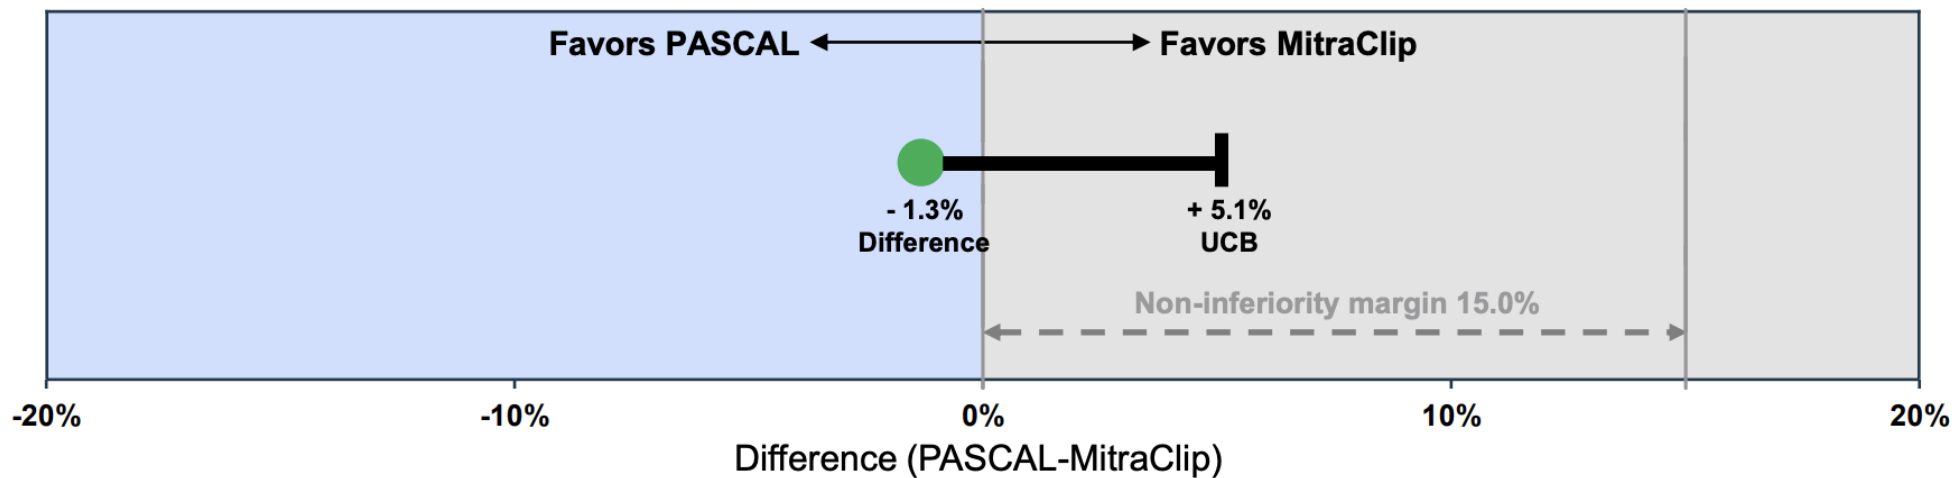 Favors PASCAL Favors MitraClip
- 1.3% + 5.1%
Difference UCB
Non-inferiority margin 15.0%
-20% -10% 0% 10% 20%
Difference (PASCAL-MitraClip)